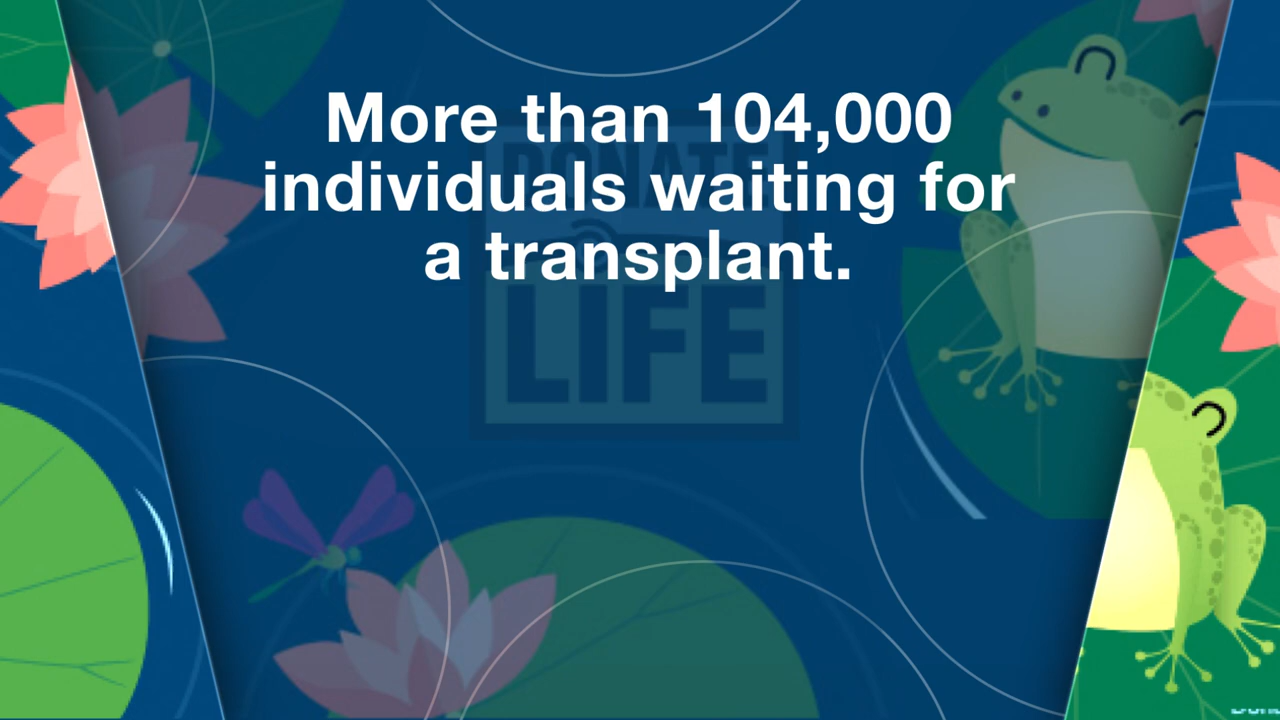 More than 104,000
individuals waiting for
a transplant.
DONATE
LIFE